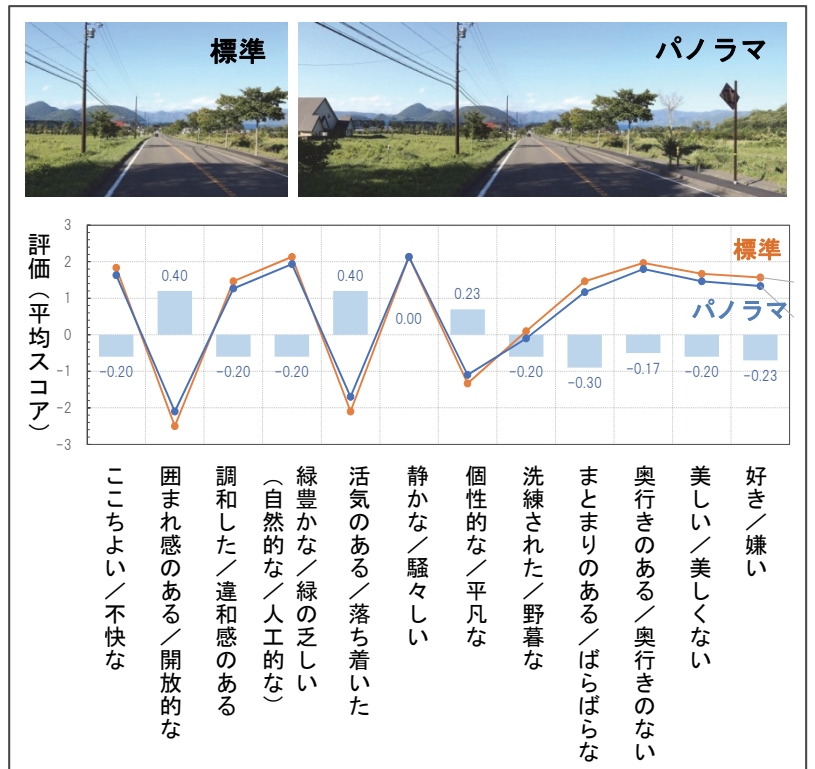 標準
パノラマ
評価（平均スコア）
3
2
1
0
−1
−2
−3
標準
パノラマ
−0.20
0.40
−0.20
−0.20
0.40
0.00
0.23
−0.20
−0.30
−0.17
−0.20
−0.23
ここちよい／不快な
囲まれ感のある／開放的な
調和した／違和感のある
緑豊かな／緑の乏しい
（自然的な／人工的な）
活気のある／落ち着いた
静かな／騒々しい
個性的な／平凡な
洗練された／野暮な
まとまりのある／ばらばらな
奥行きのある／奥行きのない
美しい／美しくない
好き／嫌い